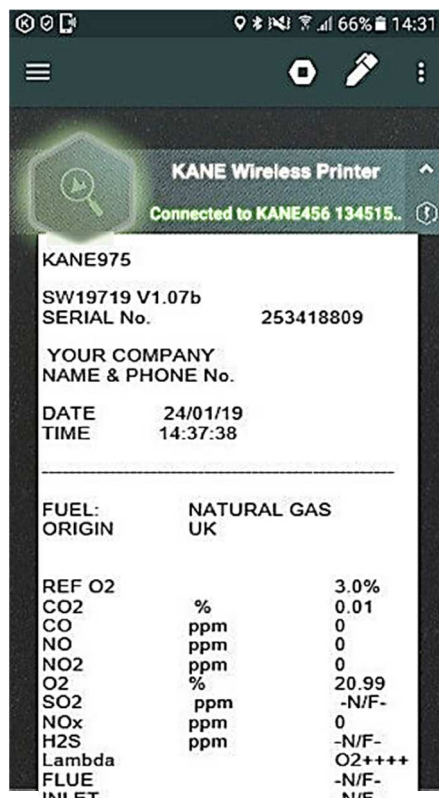 14:31
66%
KANE Wireless Printer
Connected to KANE456 134515..
KANE975
SW19719 V1.07b
SERIAL No. 253418809
YOUR COMPANY
NAME & PHONE No.
DATE 24/01/19
TIME 14:37:38
--------------------------------------------------
FUEL: NATURAL GAS
ORIGIN UK
REF O2 3.0%
CO2 % 0.01
CO ppm 0
NO ppm 0
NO2 ppm 0
O2 % 20.99
SO2 ppm -N/F-
NOx ppm 0
H2S ppm -N/F-
Lambda O2++++
FLUE -N/F-
INLET -N/F-